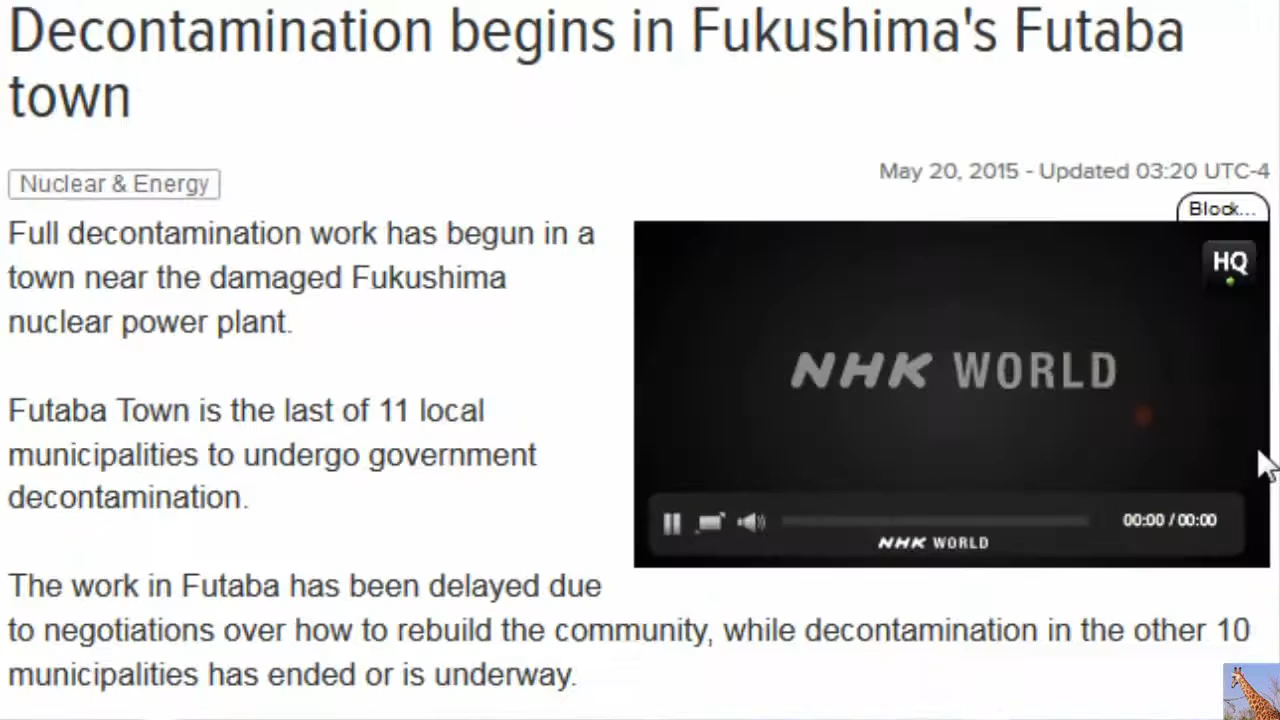 Decontamination begins in Fukushima's Futaba
town
Nuclear & Energy
May 20, 2015 - Updated 03:20 UTC-4
Block...
Full decontamination work has begun in a
town near the damaged Fukushima
nuclear power plant.
HQ
NHK WORLD
00:00 / 00:00
NHK WORLD
Futaba Town is the last of 11 local
municipalities to undergo government
decontamination.
The work in Futaba has been delayed due
to negotiations over how to rebuild the community, while decontamination in the other 10
municipalities has ended or is underway.